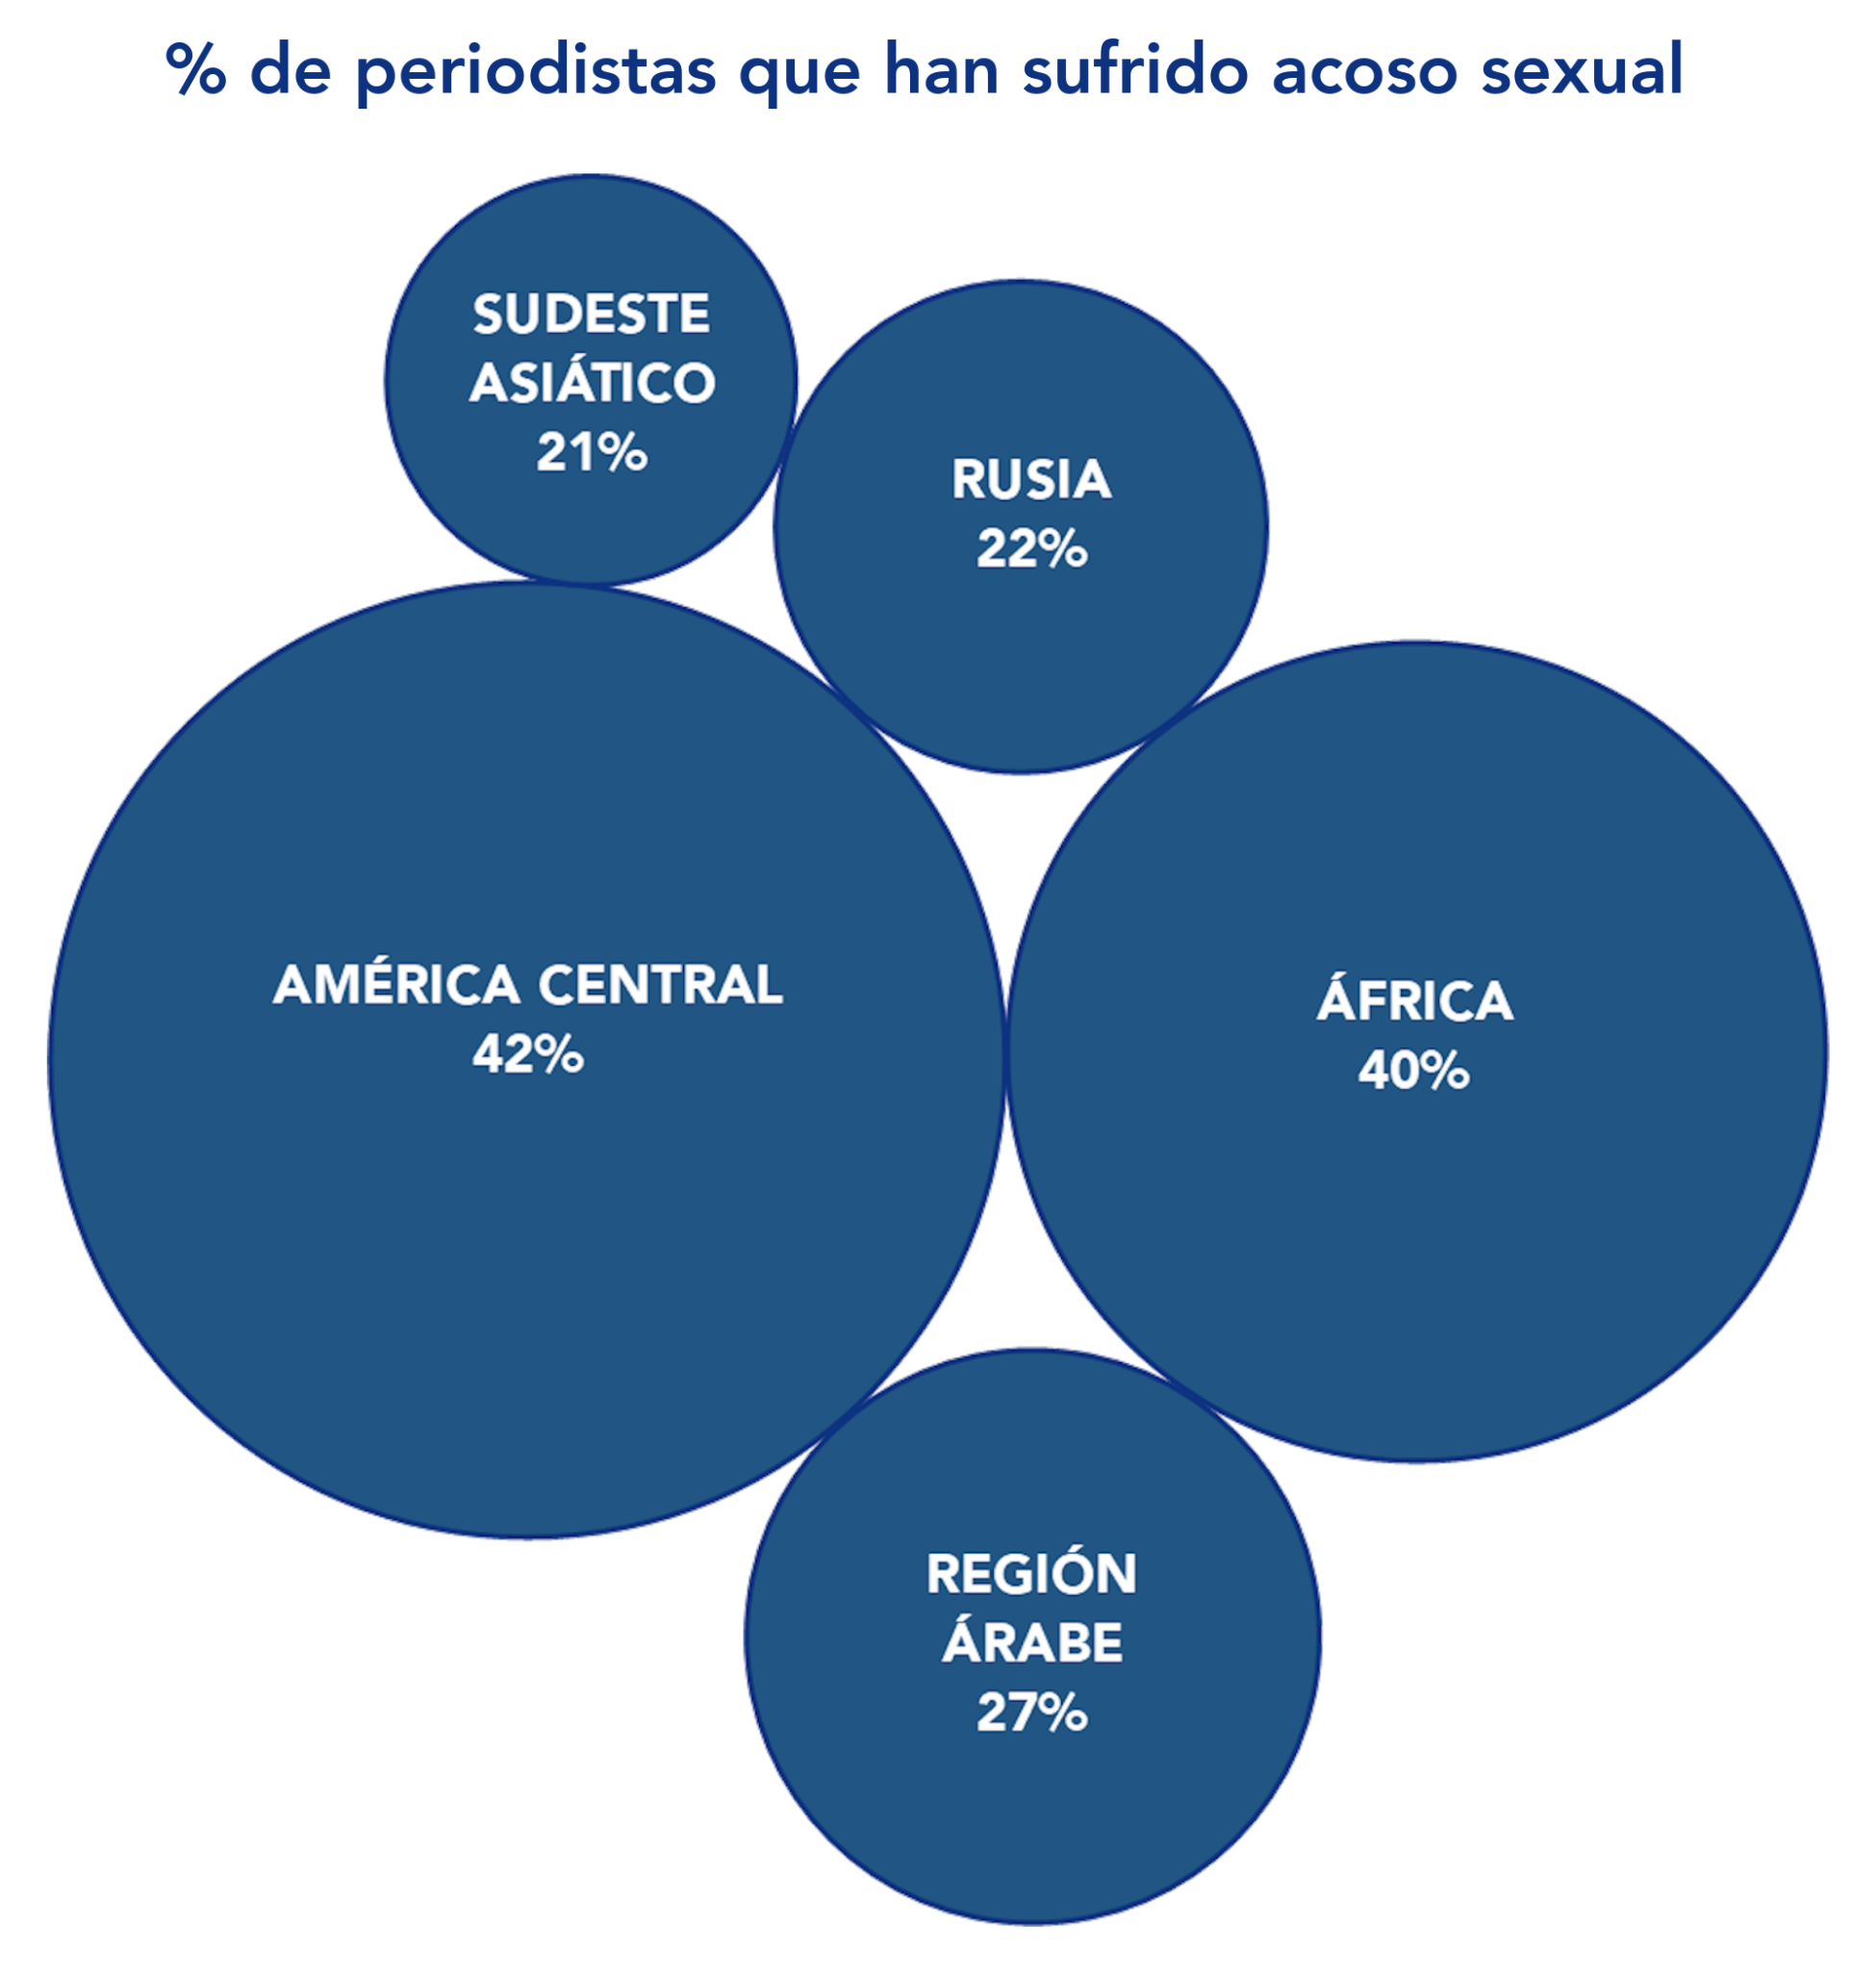 % de periodistas que han sufrido acoso sexual
SUDESTE
ASIÁTICO
21%
RUSIA
22%
AMÉRICA CENTRAL
42%
ÁFRICA
40%
REGIÓN
ÁRABE
27%